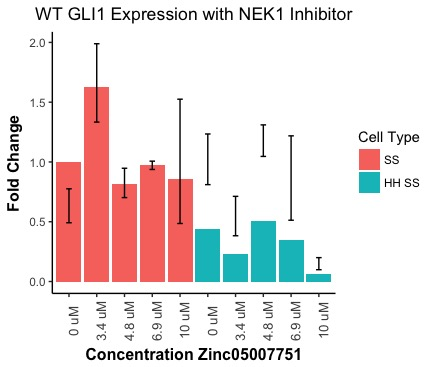 WT GLI1 Expression with NEK1 Inhibitor
Fold Change
2.0
1.5
1.0
0.5
0.0
0 uM
3.4 uM
4.8 uM
6.9 uM
10 uM
0 uM
3.4 uM
4.8 uM
6.9 uM
10 uM
Concentration Zinc05007751
Cell Type
SS
HH SS